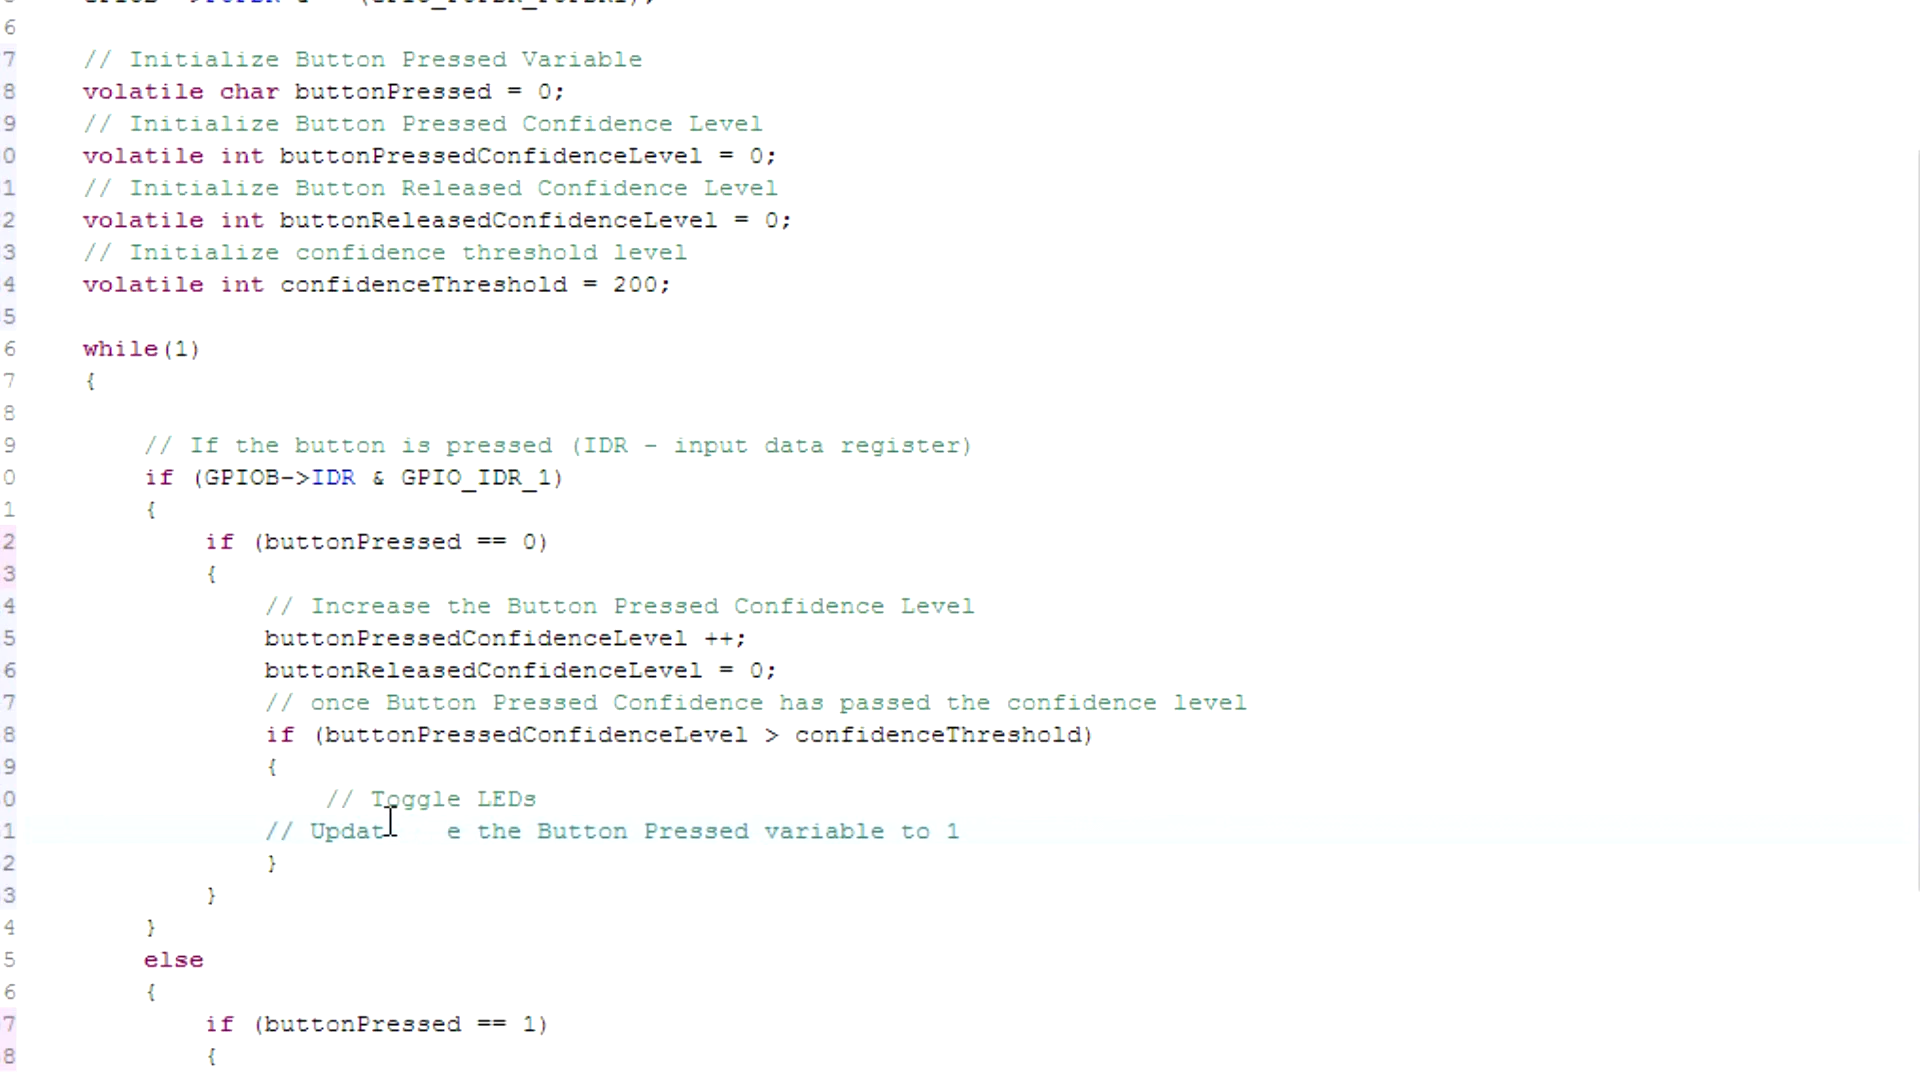 6
7 // Initialize Button Pressed Variable
8 volatile char buttonPressed = 0;
9 // Initialize Button Pressed Confidence Level
0 volatile int buttonPressedConfidenceLevel = 0;
1 // Initialize Button Released Confidence Level
2 volatile int buttonReleasedConfidenceLevel = 0;
3 // Initialize confidence threshold level
4 volatile int confidenceThreshold = 200;
5
6 while(1)
7 {
8
9 // If the button is pressed (IDR - input data register)
0 if (GPIOB->IDR & GPIO_IDR_1)
1 {
2 if (buttonPressed == 0)
3 {
4 // Increase the Button Pressed Confidence Level
5 buttonPressedConfidenceLevel ++;
6 buttonReleasedConfidenceLevel = 0;
7 // once Button Pressed Confidence has passed the confidence level
8 if (buttonPressedConfidenceLevel > confidenceThreshold)
9 {
0 // Toggle LEDs
1 // Updat    e the Button Pressed variable to 1
2 }
3 }
4 }
5 else
6 {
7 if (buttonPressed == 1)
8 {